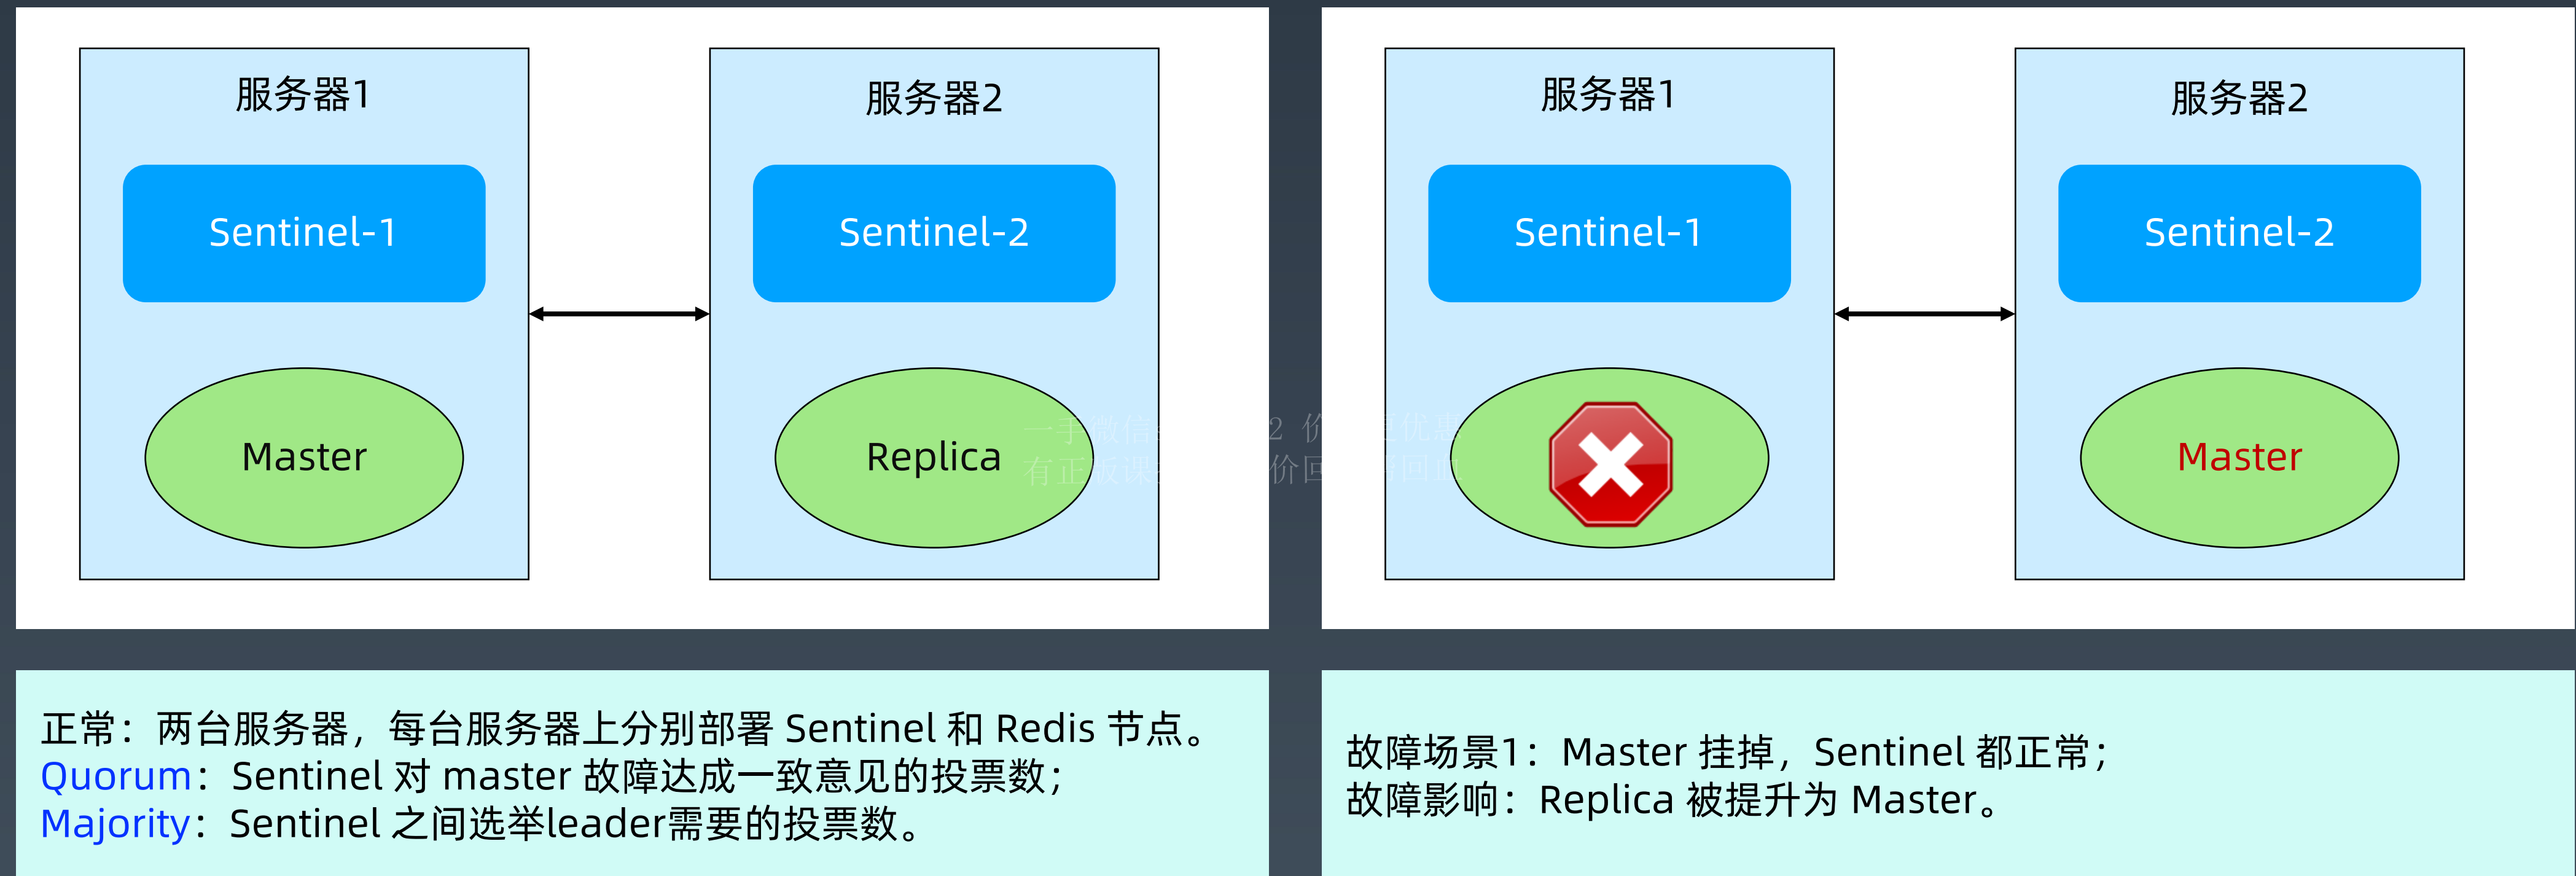 服务器1
Sentinel-1
Master
服务器2
Sentinel-2
Replica
服务器1
Sentinel-1
服务器2
Sentinel-2
Master
正常：两台服务器，每台服务器上分别部署 Sentinel 和 Redis 节点。
Quorum：Sentinel 对 master 故障达成一致意见的投票数；
Majority：Sentinel 之间选举leader需要的投票数。
故障场景1：Master 挂掉，Sentinel 都正常；
故障影响：Replica 被提升为 Master。